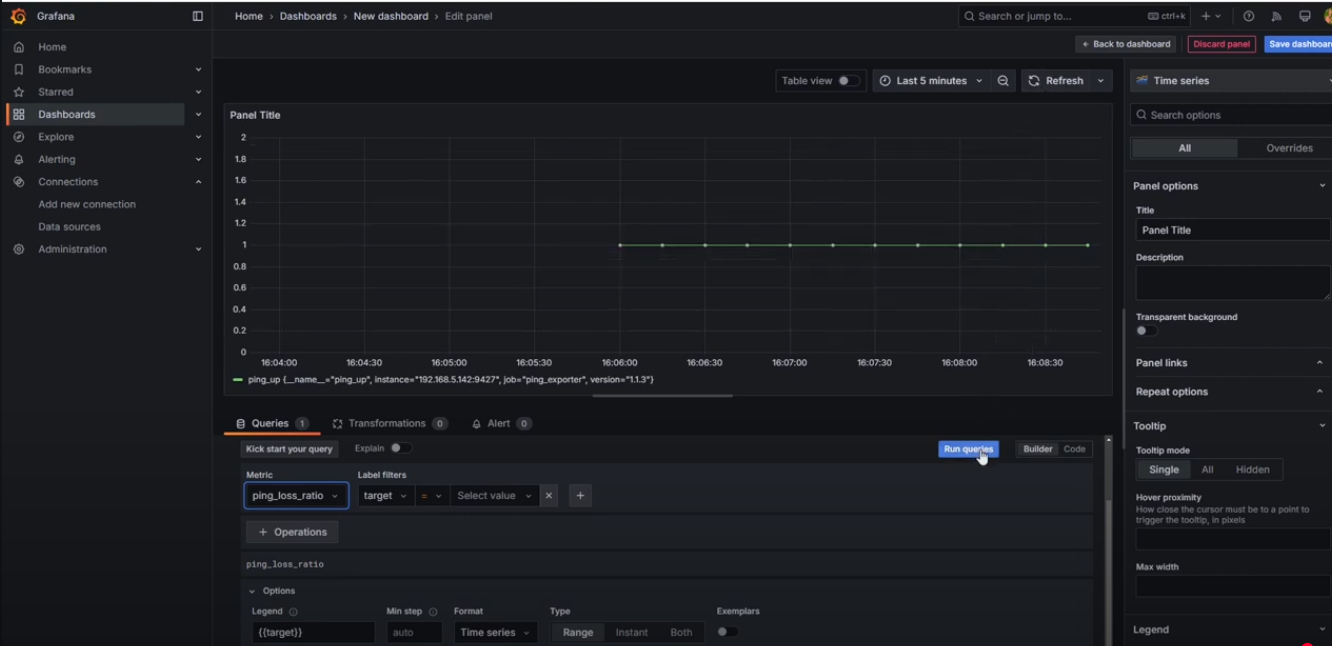 Grafana
Home › Dashboards › New dashboard › Edit panel
Search or jump to... ctrl+k
Back to dashboard
Discard panel
Save dashboar
Home
Bookmarks
Starred
Dashboards
Explore
Alerting
Connections
Add new connection
Data sources
Administration
Table view
Last 5 minutes
Refresh
Panel Title
2
1.8
1.6
1.4
1.2
1
0.8
0.6
0.4
0.2
0
16:04:00 16:04:30 16:05:00 16:05:30 16:06:00 16:06:30 16:07:00 16:07:30 16:08:00 16:08:30
ping_up {__name__="ping_up", instance="192.168.5.142:9427", job="ping_exporter", version="1.1.3"}
Queries 1 Transformations 0 Alert 0
Kick start your query Explain Run queries Builder Code
Metric Label filters
ping_loss_ratio target = Select value × +
+ Operations
ping_loss_ratio
Options
Legend Min step Format Type Exemplars
{{target}} auto Time series Range Instant Both
Time series
Search options
All Overrides
Panel options
Title
Panel Title
Description
Transparent background
Panel links
Repeat options
Tooltip
Tooltip mode
Single All Hidden
Hover proximity
How close the cursor must be to a point to
trigger the tooltip, in pixels
Max width
Legend